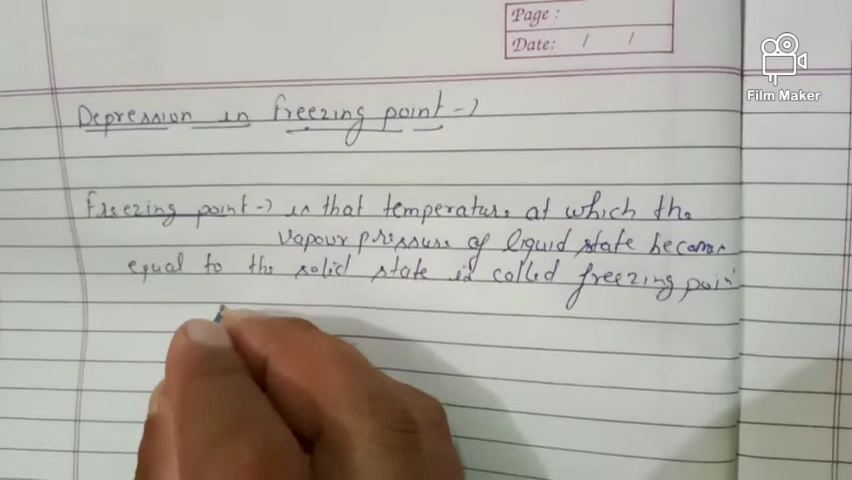 Page :
Date: / /
Film Maker
Depression in freezing point →
Freezing point → is that temperature at which the
vapour pressure of liquid state become
equal to the solid state is called freezing point